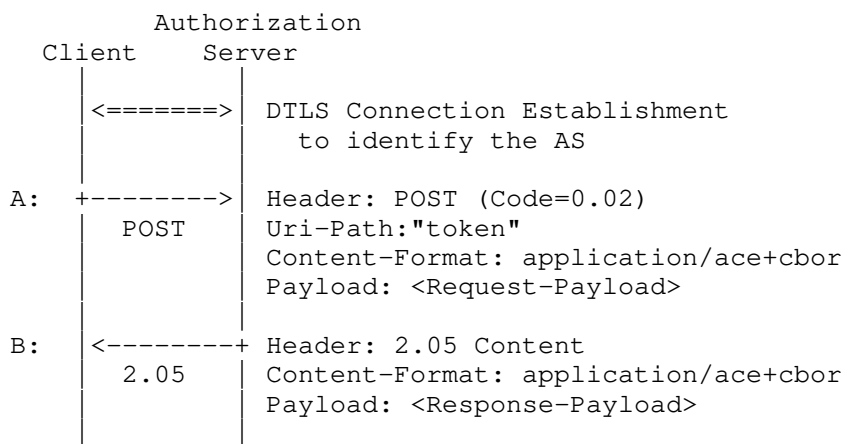 Authorization
Client Server
<=======> DTLS Connection Establishment
to identify the AS
A: +--------> Header: POST (Code=0.02)
POST Uri-Path:"token"
Content-Format: application/ace+cbor
Payload: <Request-Payload>
B: <--------+ Header: 2.05 Content
2.05 Content-Format: application/ace+cbor
Payload: <Response-Payload>